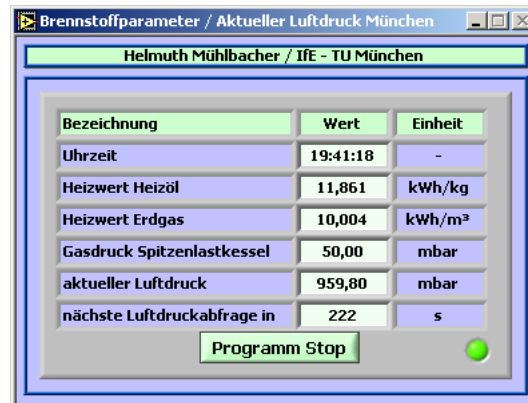 Brennstoffparameter / Aktueller Luftdruck München
Helmuth Mühlbacher / IfE - TU München
Bezeichnung Wert Einheit
Uhrzeit 19:41:18 -
Heizwert Heizöl 11,861 kWh/kg
Heizwert Erdgas 10,004 kWh/m³
Gasdruck Spitzenlastkessel 50,00 mbar
aktueller Luftdruck 959,80 mbar
nächste Luftdruckabfrage in 222 s
Programm Stop